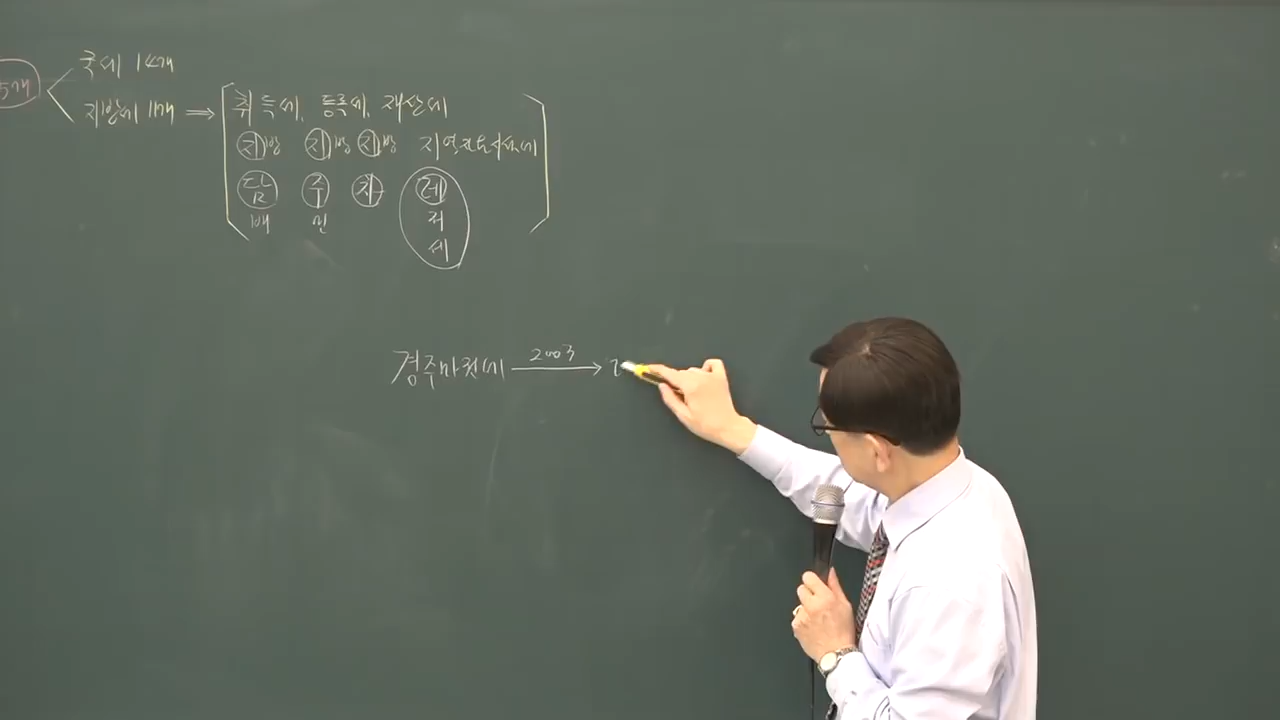 5개
국세 14개
지방세 11개 ⇒
취득세, 등록세, 재산세
지방 지방 지방 지역자원시설세
담배 주민 차 레저세
경주마권세 2003 →